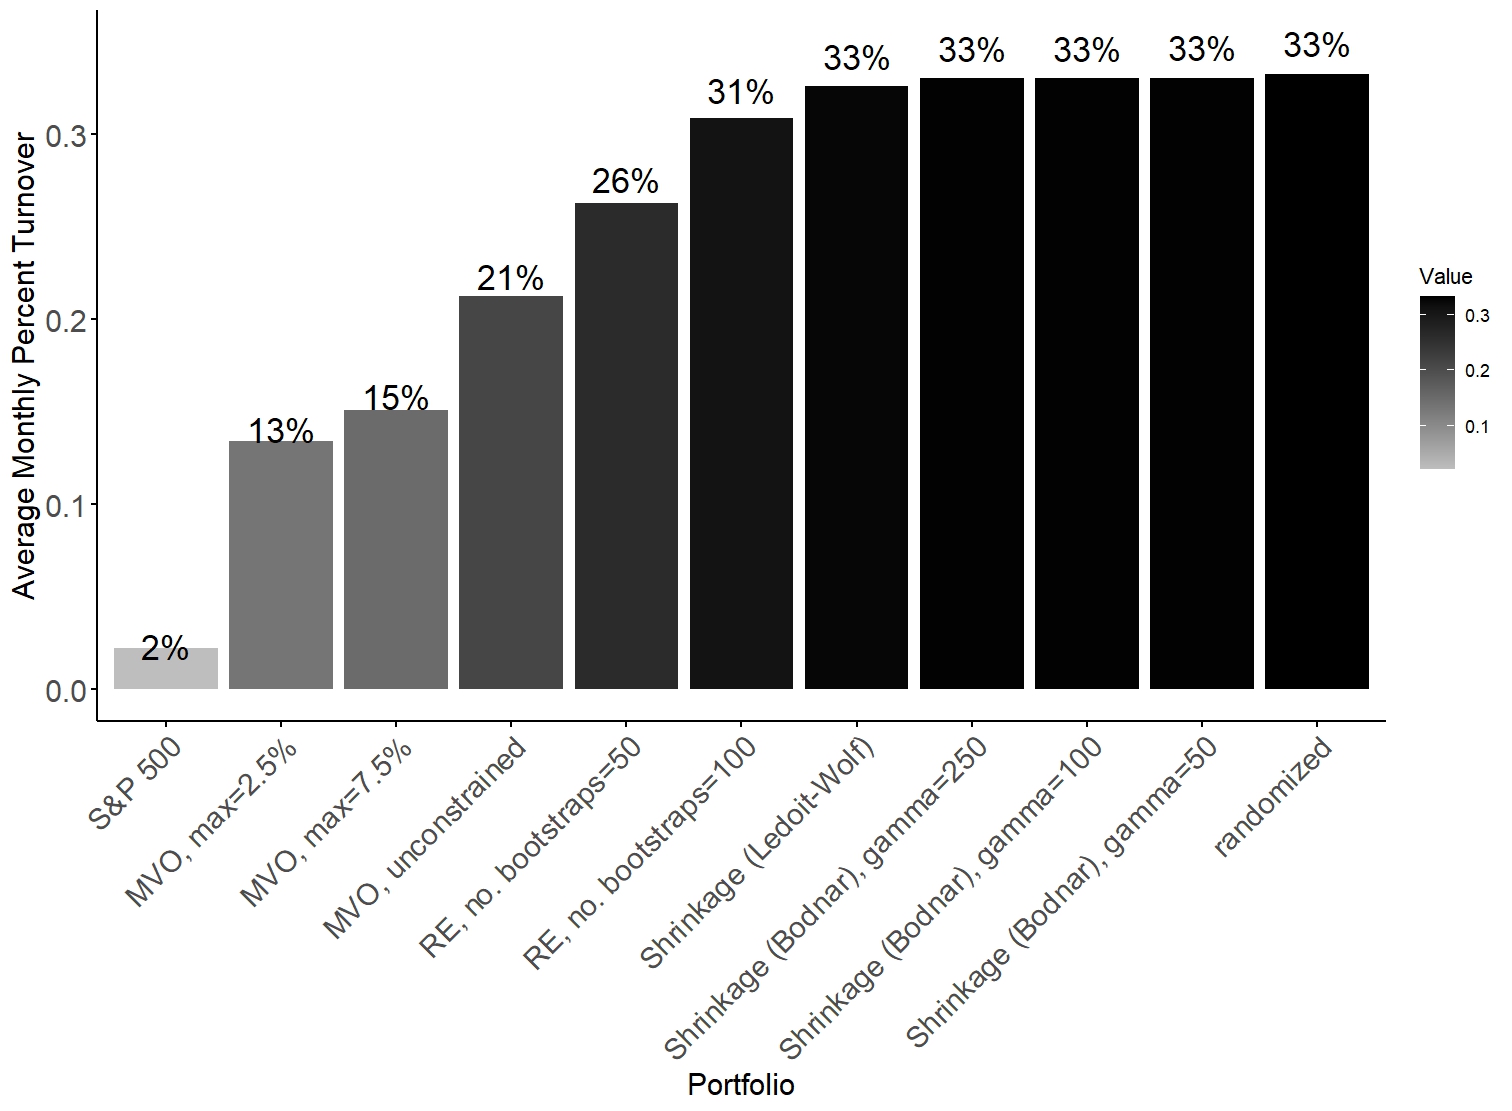 Average Monthly Percent Turnover
0.3
0.2
0.1
0.0
2%
13%
15%
21%
26%
31%
33%
33%
33%
33%
33%
S&P 500
MVO, max=2.5%
MVO, max=7.5%
MVO, unconstrained
RE, no. bootstraps=50
RE, no. bootstraps=100
Shrinkage (Ledoit-Wolf)
Shrinkage (Bodnar), gamma=250
Shrinkage (Bodnar), gamma=100
Shrinkage (Bodnar), gamma=50
randomized
Portfolio
Value
0.3
0.2
0.1